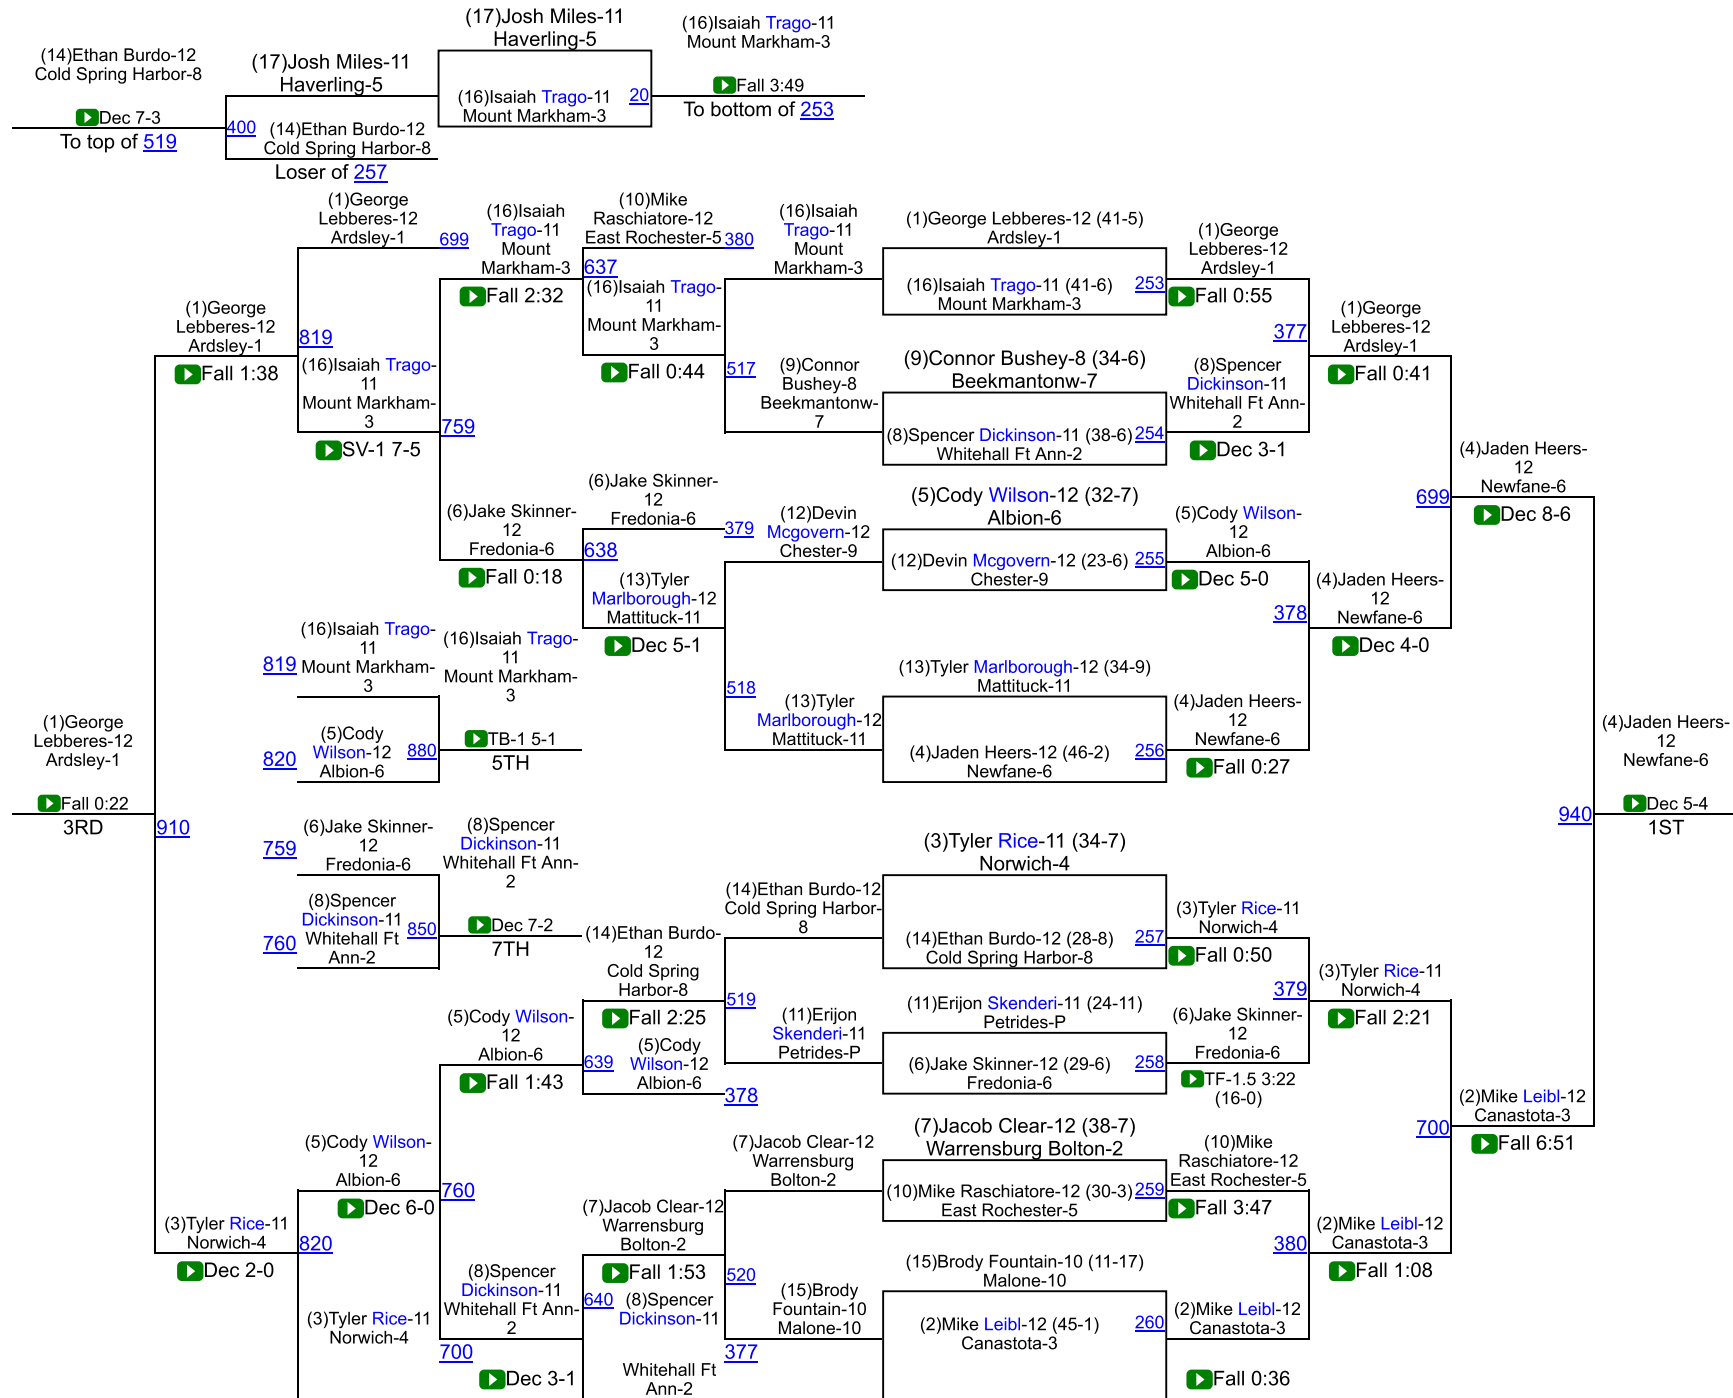 (17)Josh Miles-11
Haverling-5
(16)Isaiah Trago-11
Mount Markham-3
(14)Ethan Burdo-12
Cold Spring Harbor-8
(17)Josh Miles-11
Haverling-5
(16)Isaiah Trago-11
Mount Markham-3
20
Fall 3:49
To bottom of 253
Dec 7-3
To top of 519
400
(14)Ethan Burdo-12
Cold Spring Harbor-8
Loser of 257
(1)George
Lebberes-12
Ardsley-1
699
(16)Isaiah
Trago-11
Mount
Markham-3
Fall 2:32
(10)Mike
Raschiatore-12
East Rochester-5
380
637
(16)Isaiah Trago-
11
Mount Markham-
3
Fall 0:44
(16)Isaiah
Trago-11
Mount
Markham-3
(1)George Lebberes-12 (41-5)
Ardsley-1
(16)Isaiah Trago-11 (41-6)
Mount Markham-3
253
(1)George
Lebberes-12
Ardsley-1
Fall 0:55
377
(1)George
Lebberes-12
Ardsley-1
Fall 0:41
(1)George
Lebberes-12
Ardsley-1
Fall 1:38
819
(16)Isaiah Trago-
11
Mount Markham-
3
SV-1 7-5
759
517
(9)Connor
Bushey-8
Beekmantonw-
7
(9)Connor Bushey-8 (34-6)
Beekmantonw-7
(8)Spencer Dickinson-11 (38-6)
Whitehall Ft Ann-2
254
(8)Spencer
Dickinson-11
Whitehall Ft Ann-
2
Dec 3-1
699
(4)Jaden Heers-
12
Newfane-6
Dec 8-6
(6)Jake Skinner-
12
Fredonia-6
Fall 0:18
(6)Jake Skinner-
12
Fredonia-6
379
638
(13)Tyler
Marlborough-12
Mattituck-11
Dec 5-1
(12)Devin
Mcgovern-12
Chester-9
(5)Cody Wilson-12 (32-7)
Albion-6
(12)Devin Mcgovern-12 (23-6)
Chester-9
255
(5)Cody Wilson-
12
Albion-6
Dec 5-0
378
(4)Jaden Heers-
12
Newfane-6
Dec 4-0
819
(16)Isaiah Trago-
11
Mount Markham-
3
(16)Isaiah Trago-
11
Mount Markham-
3
820
(5)Cody
Wilson-12
Albion-6
880
TB-1 5-1
5TH
518
(13)Tyler
Marlborough-12
Mattituck-11
(13)Tyler Marlborough-12 (34-9)
Mattituck-11
(4)Jaden Heers-12 (46-2)
Newfane-6
256
(4)Jaden Heers-
12
Newfane-6
Fall 0:27
(1)George
Lebberes-12
Ardsley-1
Fall 0:22
3RD
910
(4)Jaden Heers-
12
Newfane-6
940
Dec 5-4
1ST
759
(6)Jake Skinner-
12
Fredonia-6
(8)Spencer
Dickinson-11
Whitehall Ft Ann-
2
760
(8)Spencer
Dickinson-11
Whitehall Ft
Ann-2
850
Dec 7-2
7TH
(14)Ethan Burdo-
12
Cold Spring
Harbor-8
Fall 2:25
(14)Ethan Burdo-12
Cold Spring Harbor-
8
(3)Tyler Rice-11 (34-7)
Norwich-4
(14)Ethan Burdo-12 (28-8)
Cold Spring Harbor-8
257
(3)Tyler Rice-11
Norwich-4
Fall 0:50
379
(3)Tyler Rice-11
Norwich-4
Fall 2:21
(5)Cody Wilson-
12
Albion-6
Fall 1:43
519
639
(5)Cody
Wilson-12
Albion-6
378
(11)Erijon
Skenderi-11
Petrides-P
(11)Erijon Skenderi-11 (24-11)
Petrides-P
(6)Jake Skinner-12 (29-6)
Fredonia-6
258
(6)Jake Skinner-
12
Fredonia-6
TF-1.5 3:22
(16-0)
700
(2)Mike Leibl-12
Canastota-3
Fall 6:51
(5)Cody Wilson-
12
Albion-6
Dec 6-0
760
(7)Jacob Clear-12
Warrensburg
Bolton-2
(7)Jacob Clear-12 (38-7)
Warrensburg Bolton-2
(10)Mike Raschiatore-12 (30-3)
East Rochester-5
259
(10)Mike
Raschiatore-12
East Rochester-5
Fall 3:47
(3)Tyler Rice-11
Norwich-4
Dec 2-0
820
(7)Jacob Clear-12
Warrensburg
Bolton-2
Fall 1:53
520
380
(2)Mike Leibl-12
Canastota-3
Fall 1:08
(3)Tyler Rice-11
Norwich-4
(8)Spencer
Dickinson-11
Whitehall Ft Ann-
2
700
Dec 3-1
640
(8)Spencer
Dickinson-11
Whitehall Ft
Ann-2
377
(15)Brody
Fountain-10
Malone-10
(15)Brody Fountain-10 (11-17)
Malone-10
(2)Mike Leibl-12 (45-1)
Canastota-3
260
(2)Mike Leibl-12
Canastota-3
Fall 0:36